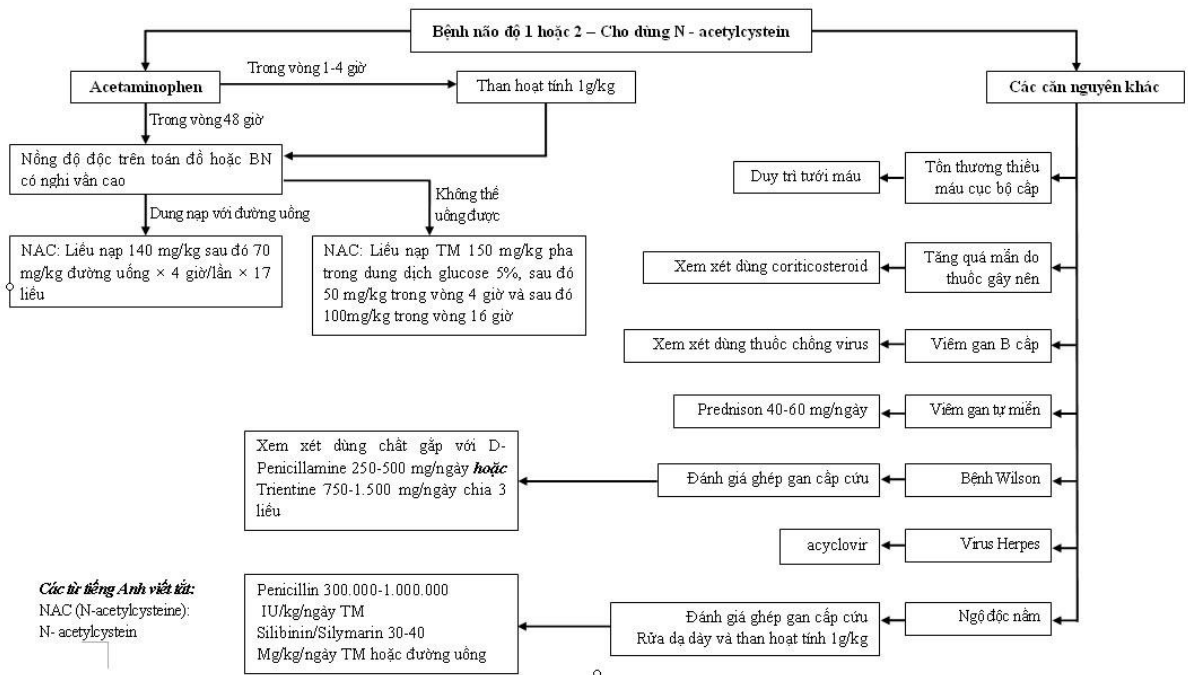 Bệnh não độ 1 hoặc 2 – Cho dùng N - acetylcystein
Trong vòng 1-4 giờ
Acetaminophen
Than hoạt tính 1g/kg
Các căn nguyên khác
Trong vòng 48 giờ
Nồng độ độc trên toán đồ hoặc BN
có nghi vấn cao
Dung nạp với đường uống
Không thể
uống được
NAC: Liều nạp 140 mg/kg sau đó 70
mg/kg đường uống × 4 giờ/lần × 17
liều
NAC: Liều nạp TM 150 mg/kg pha
trong dung dịch glucose 5%, sau đó
50 mg/kg trong vòng 4 giờ và sau đó
100mg/kg trong vòng 16 giờ
Duy trì tưới máu
Tổn thương thiếu
máu cục bộ cấp
Xem xét dùng coriticosteroid
Tăng quá mẫn do
thuốc gây nên
Xem xét dùng thuốc chống virus
Viêm gan B cấp
Prednison 40-60 mg/ngày
Viêm gan tự miễn
Xem xét dùng chất gắp với D-
Penicillamine 250-500 mg/ngày hoặc
Trientine 750-1.500 mg/ngày chia 3
liều
Đánh giá ghép gan cấp cứu
Bệnh Wilson
acyclovir
Virus Herpes
Các từ tiếng Anh viết tắt:
NAC (N-acetylcysteine):
N- acetylcystein
Penicillin 300.000-1.000.000
IU/kg/ngày TM
Silibinin/Silymarin 30-40
Mg/kg/ngày TM hoặc đường uống
Đánh giá ghép gan cấp cứu
Rửa dạ dày và than hoạt tính 1g/kg
Ngộ độc nấm